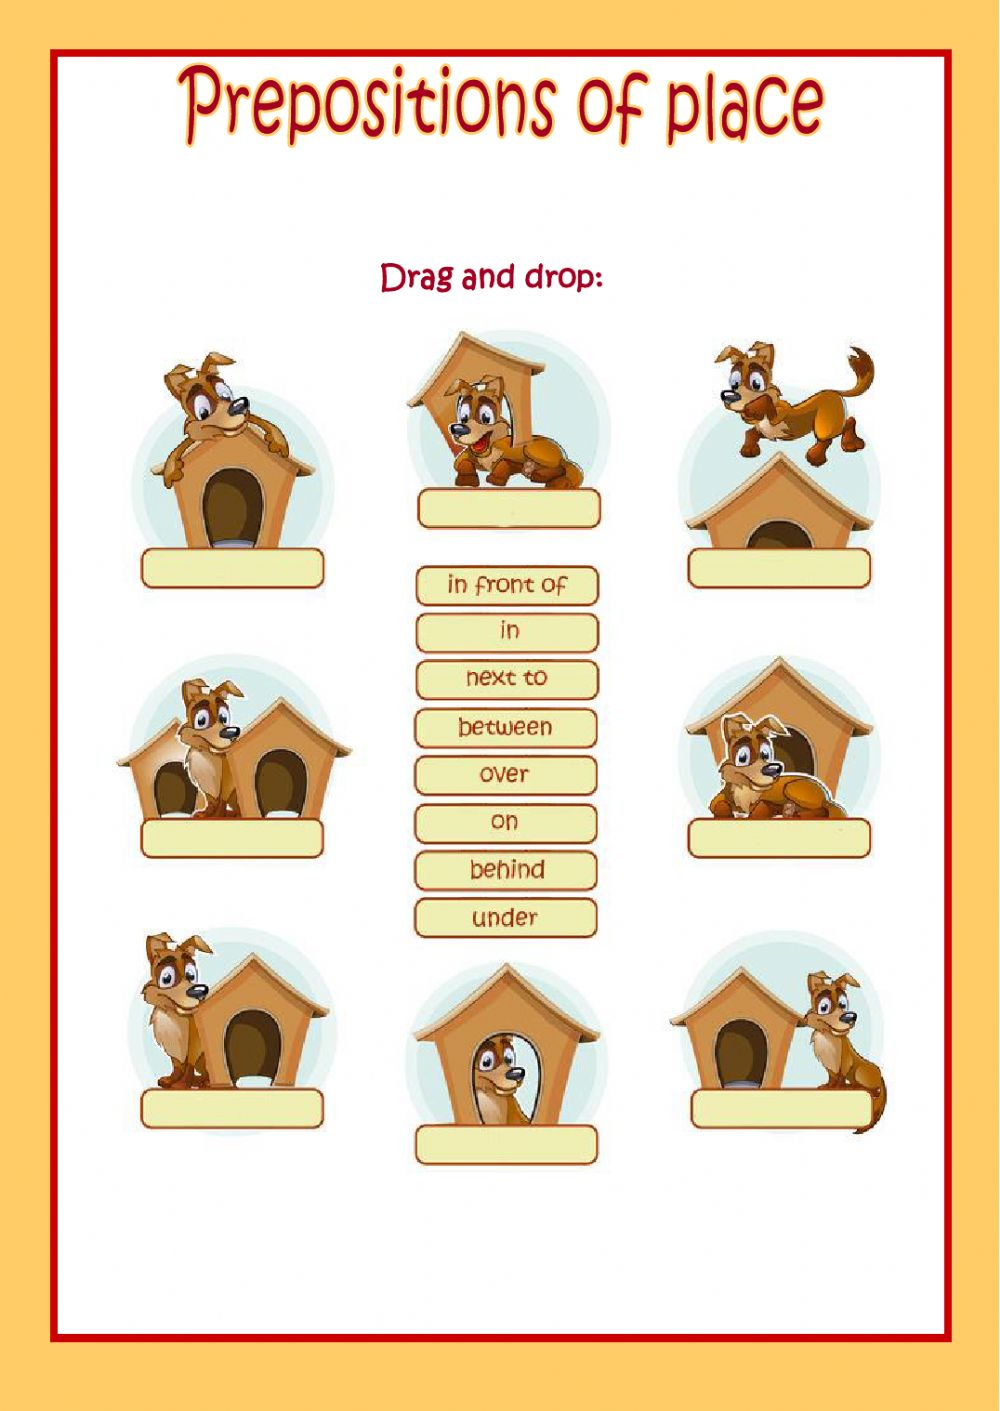 Prepositions of place
Drag and drop:
in front of
in
next to
between
over
on
behind
under